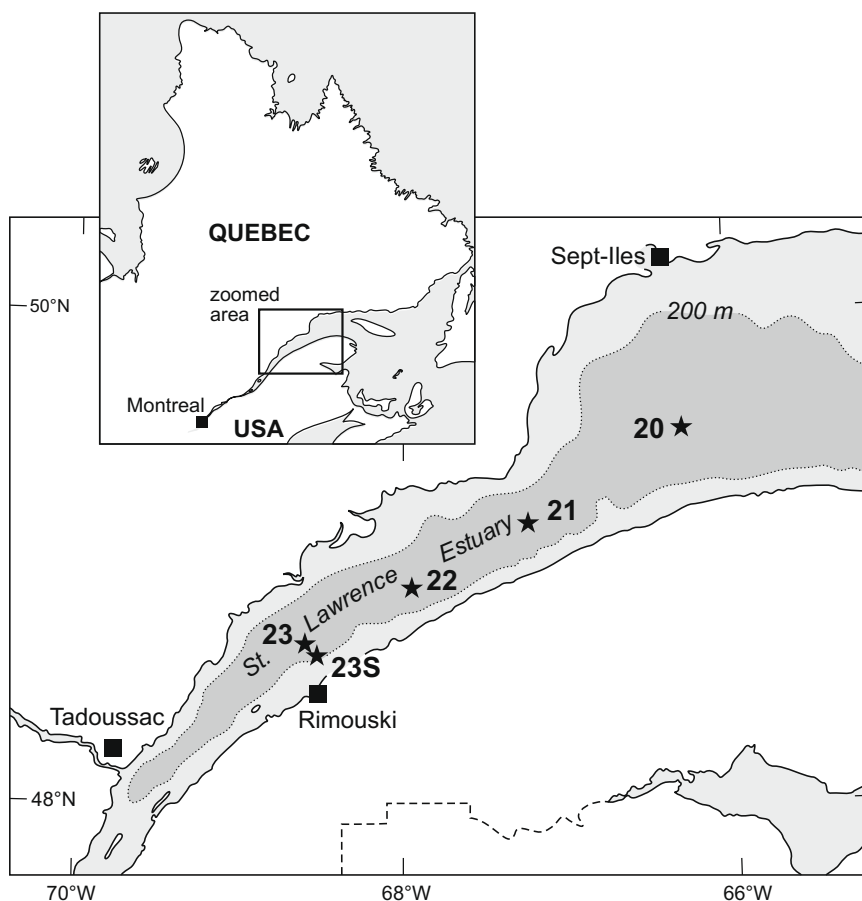 QUEBEC
zoomed
area
Montreal
USA
Sept-Iles
50°N
200 m
20
21
Estuary
22
Lawrence
23
St.
23S
Tadoussac
Rimouski
48°N
70°W
68°W
66°W